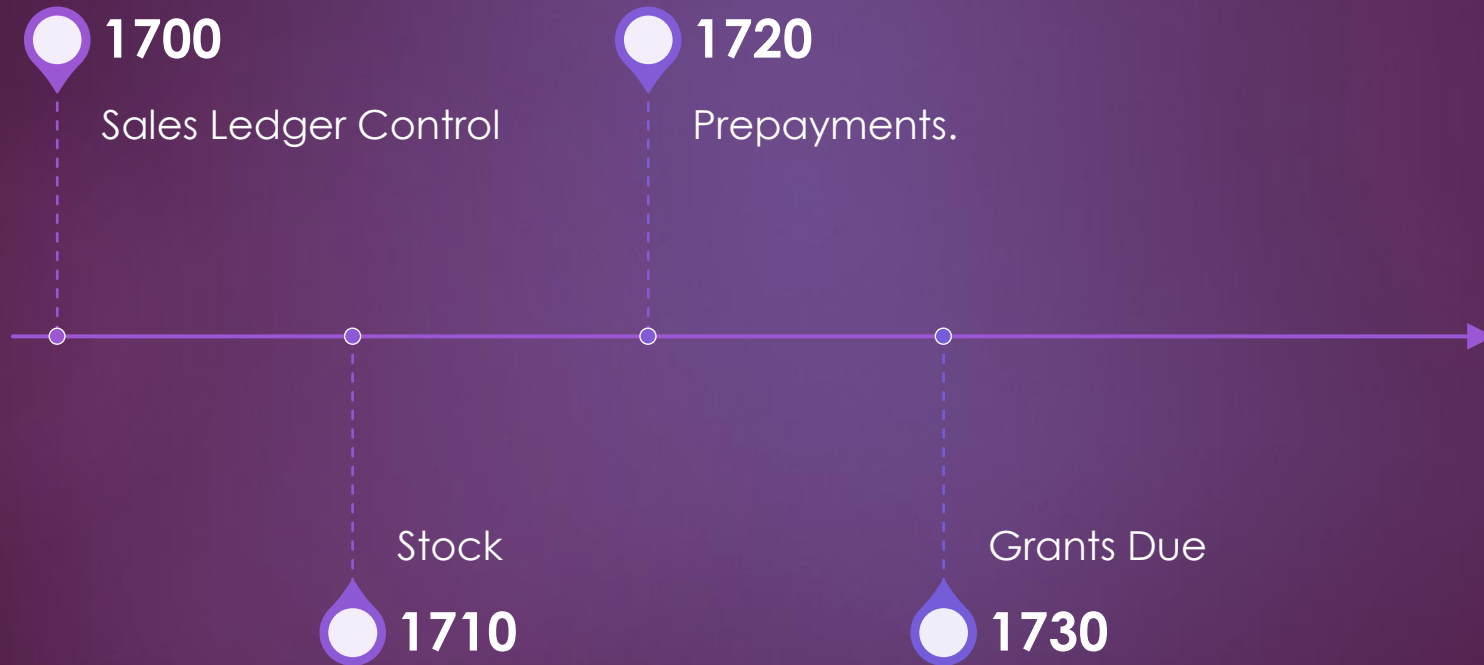 1700
Sales Ledger Control
Stock
1710
1720
Prepayments.
Grants Due
1730